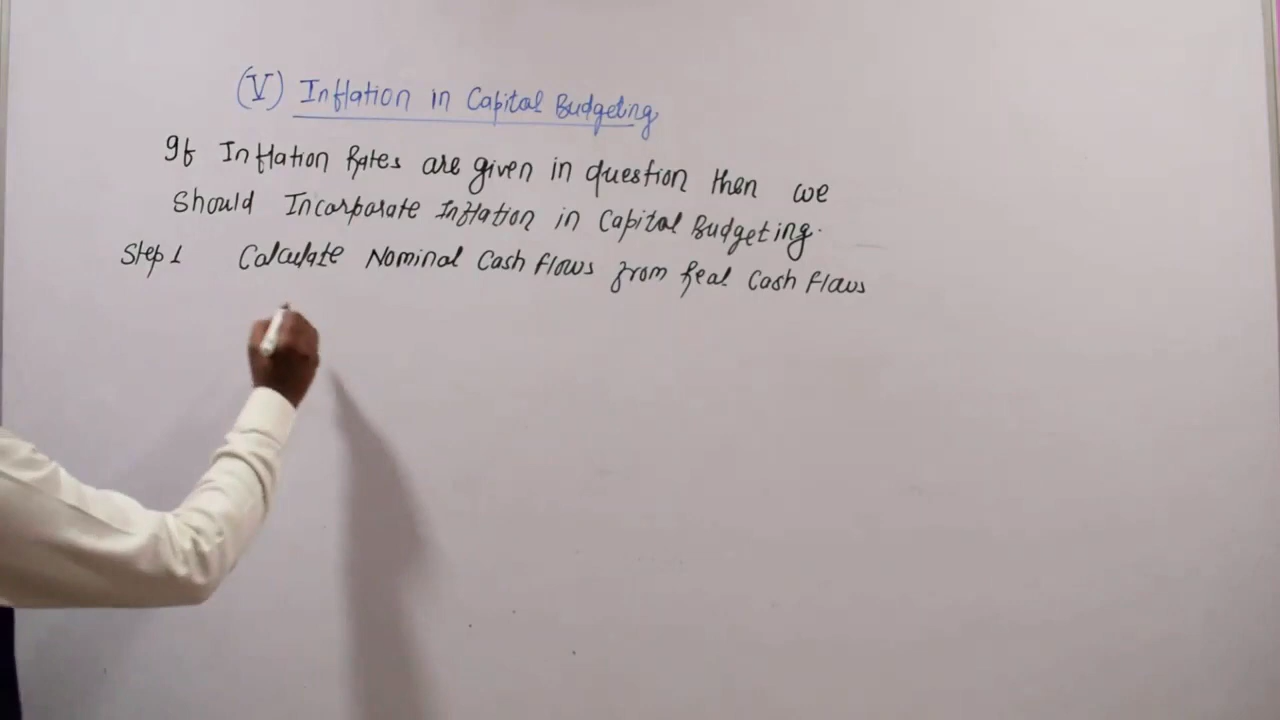 (V) Inflation in Capital Budgeting
If Inflation Rates are given in question then we
Should Incorporate Inflation in Capital Budgeting.
Step 1 Calculate Nominal Cash flows from Real Cash Flows